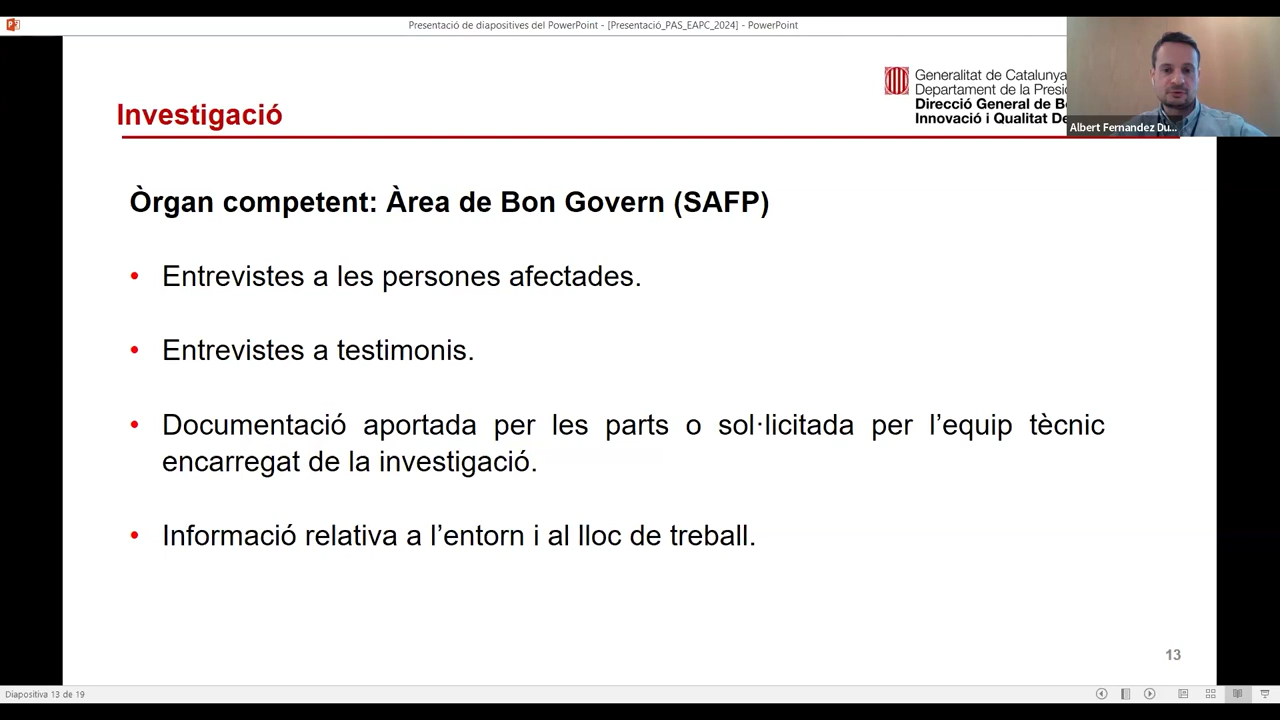 Presentació de diapositives del PowerPoint - [Presentació_PAS_EAPC_2024] - PowerPoint
Generalitat de Catalunya
Departament de la Presi
Direcció General de Bo
Innovació i Qualitat De
Albert Fernandez Du...
Investigació
Òrgan competent: Àrea de Bon Govern (SAFP)
• Entrevistes a les persones afectades.
• Entrevistes a testimonis.
• Documentació aportada per les parts o sol·licitada per l’equip tècnic
encarregat de la investigació.
• Informació relativa a l’entorn i al lloc de treball.
13
Diapositiva 13 de 19